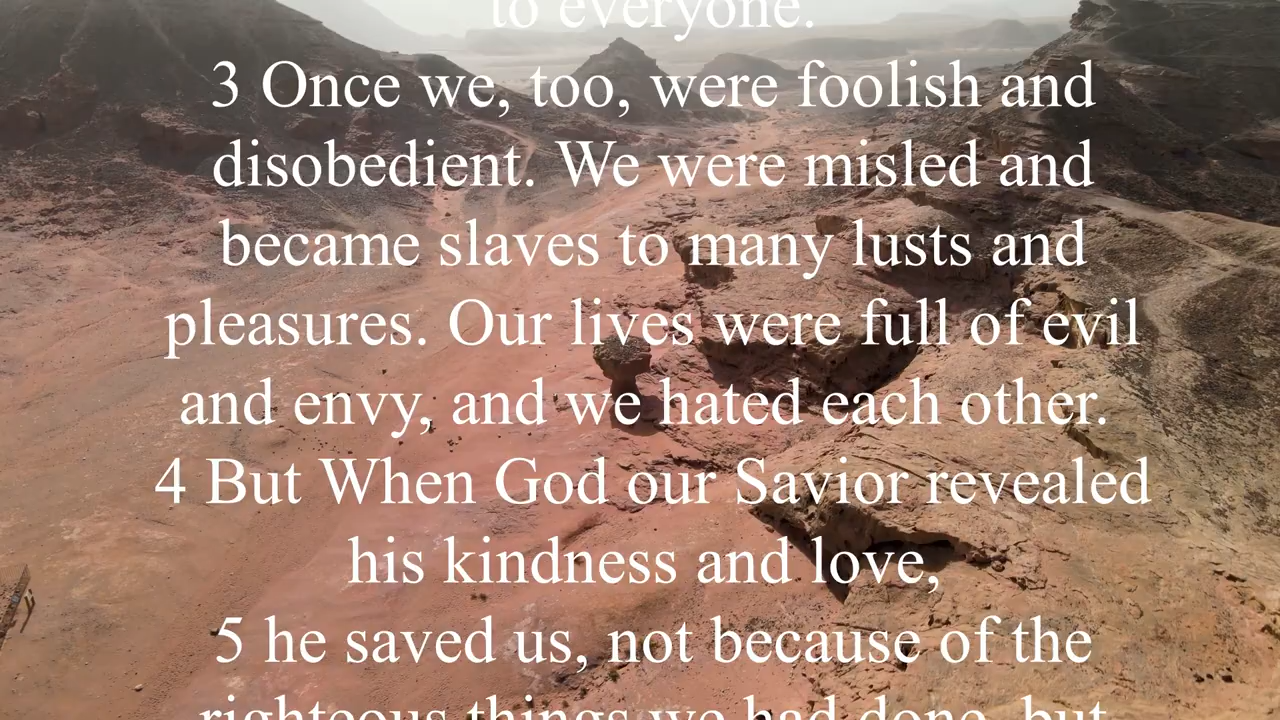 to everyone.
3 Once we, too, were foolish and
disobedient. We were misled and
became slaves to many lusts and
pleasures. Our lives were full of evil
and envy, and we hated each other.
4 But When God our Savior revealed
his kindness and love,
5 he saved us, not because of the
righteous things we had done, but